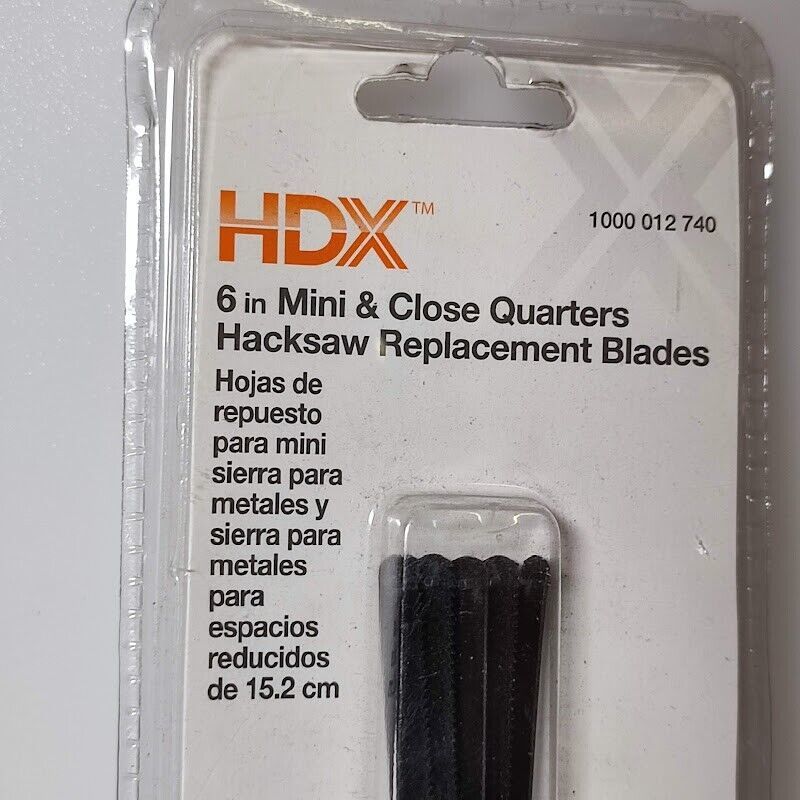 HDX™
1000 012 740
6 in Mini & Close Quarters
Hacksaw Replacement Blades
Hojas de
repuesto
para mini
sierra para
metales y
sierra para
metales
para
espacios
reducidos
de 15.2 cm